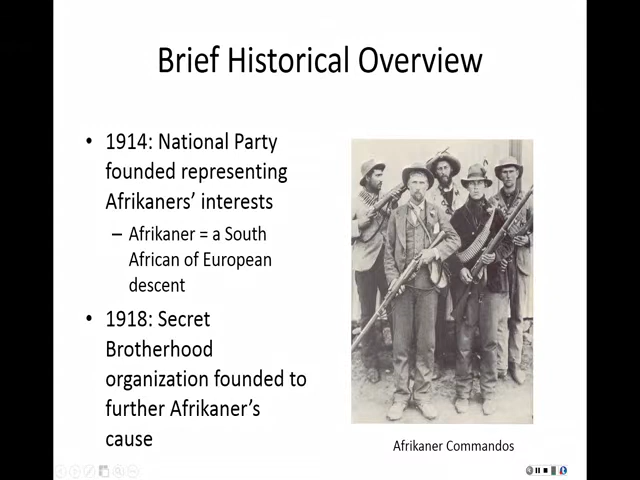 Brief Historical Overview
• 1914: National Party
founded representing
Afrikaners’ interests
– Afrikaner = a South
African of European
descent
• 1918: Secret
Brotherhood
organization founded to
further Afrikaner’s
cause
Afrikaner Commandos